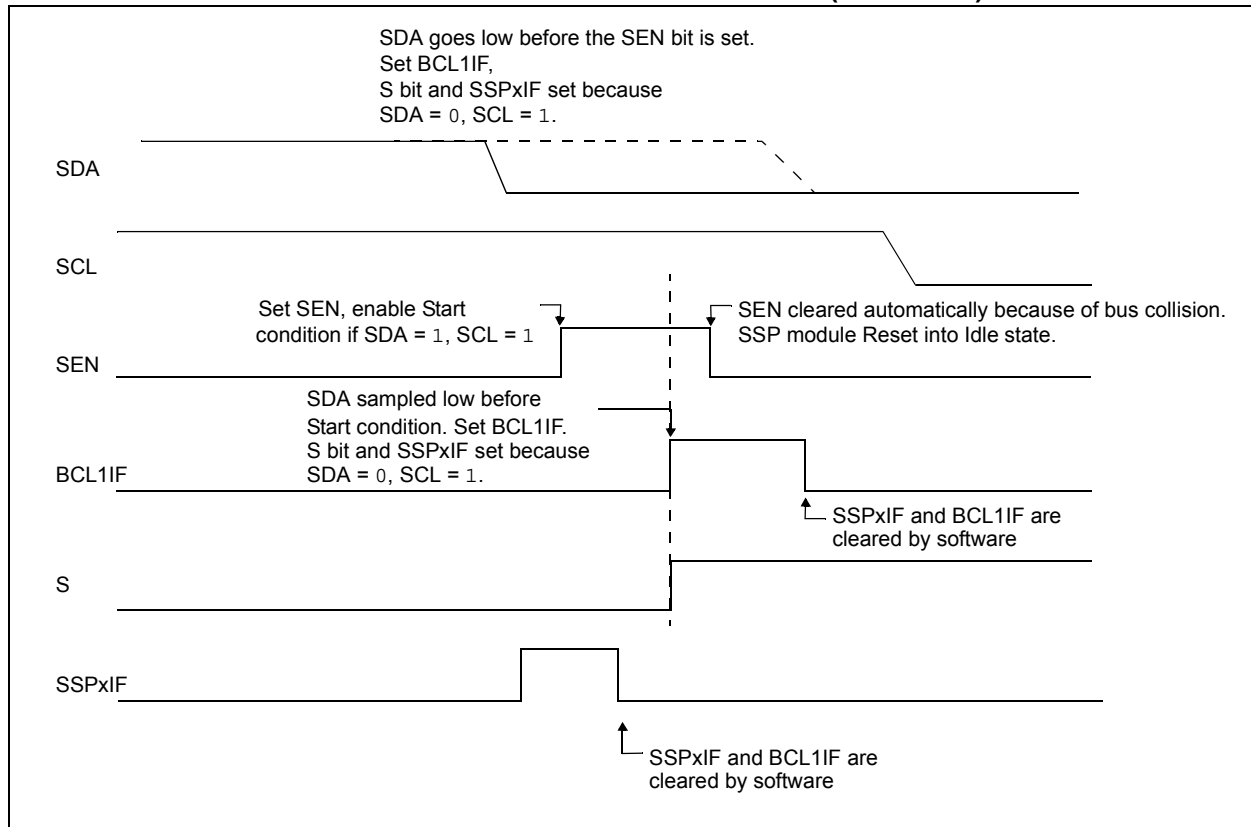 SDA goes low before the SEN bit is set.
Set BCL1IF,
S bit and SSPxIF set because
SDA = 0, SCL = 1.
SDA
SCL
Set SEN, enable Start
condition if SDA = 1, SCL = 1
SEN cleared automatically because of bus collision.
SSP module Reset into Idle state.
SEN
SDA sampled low before
Start condition. Set BCL1IF.
S bit and SSPxIF set because
SDA = 0, SCL = 1.
BCL1IF
SSPxIF and BCL1IF are
cleared by software
S
SSPxIF
SSPxIF and BCL1IF are
cleared by software